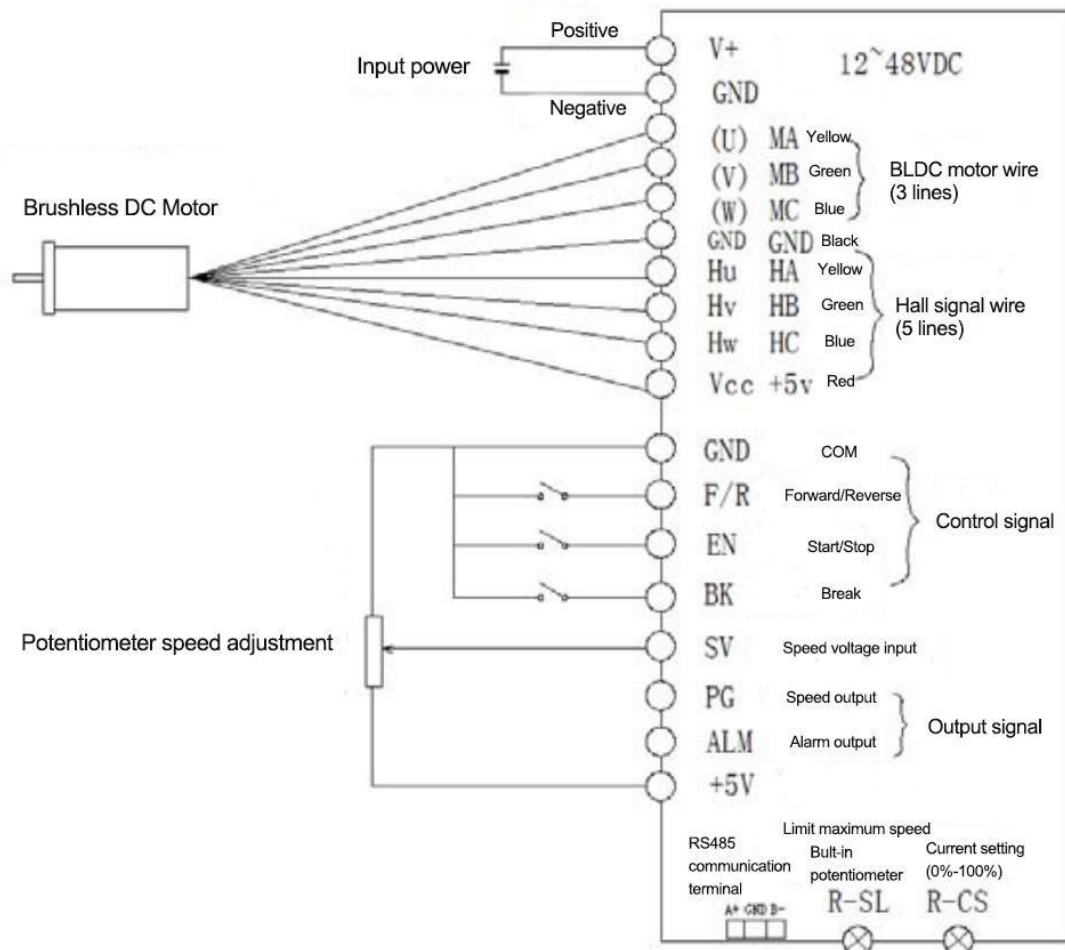 Positive
V+
12~48VDC
Input power
GND
Negative
(U) MA Yellow
(V) MB Green
BLDC motor wire
(3 lines)
(W) MC Blue
Brushless DC Motor
GND GND Black
Hu HA Yellow
Hv HB Green
Hall signal wire
(5 lines)
Hw HC Blue
Vcc +5v Red
GND COM
F/R Forward/Reverse
Control signal
EN Start/Stop
BK Break
Potentiometer speed adjustment
SV Speed voltage input
PG Speed output
Output signal
ALM Alarm output
+5V
RS485
communication
terminal
A+ GND B-
Limit maximum speed
Bult-in
potentiometer
R-SL
Current setting
(0%-100%)
R-CS